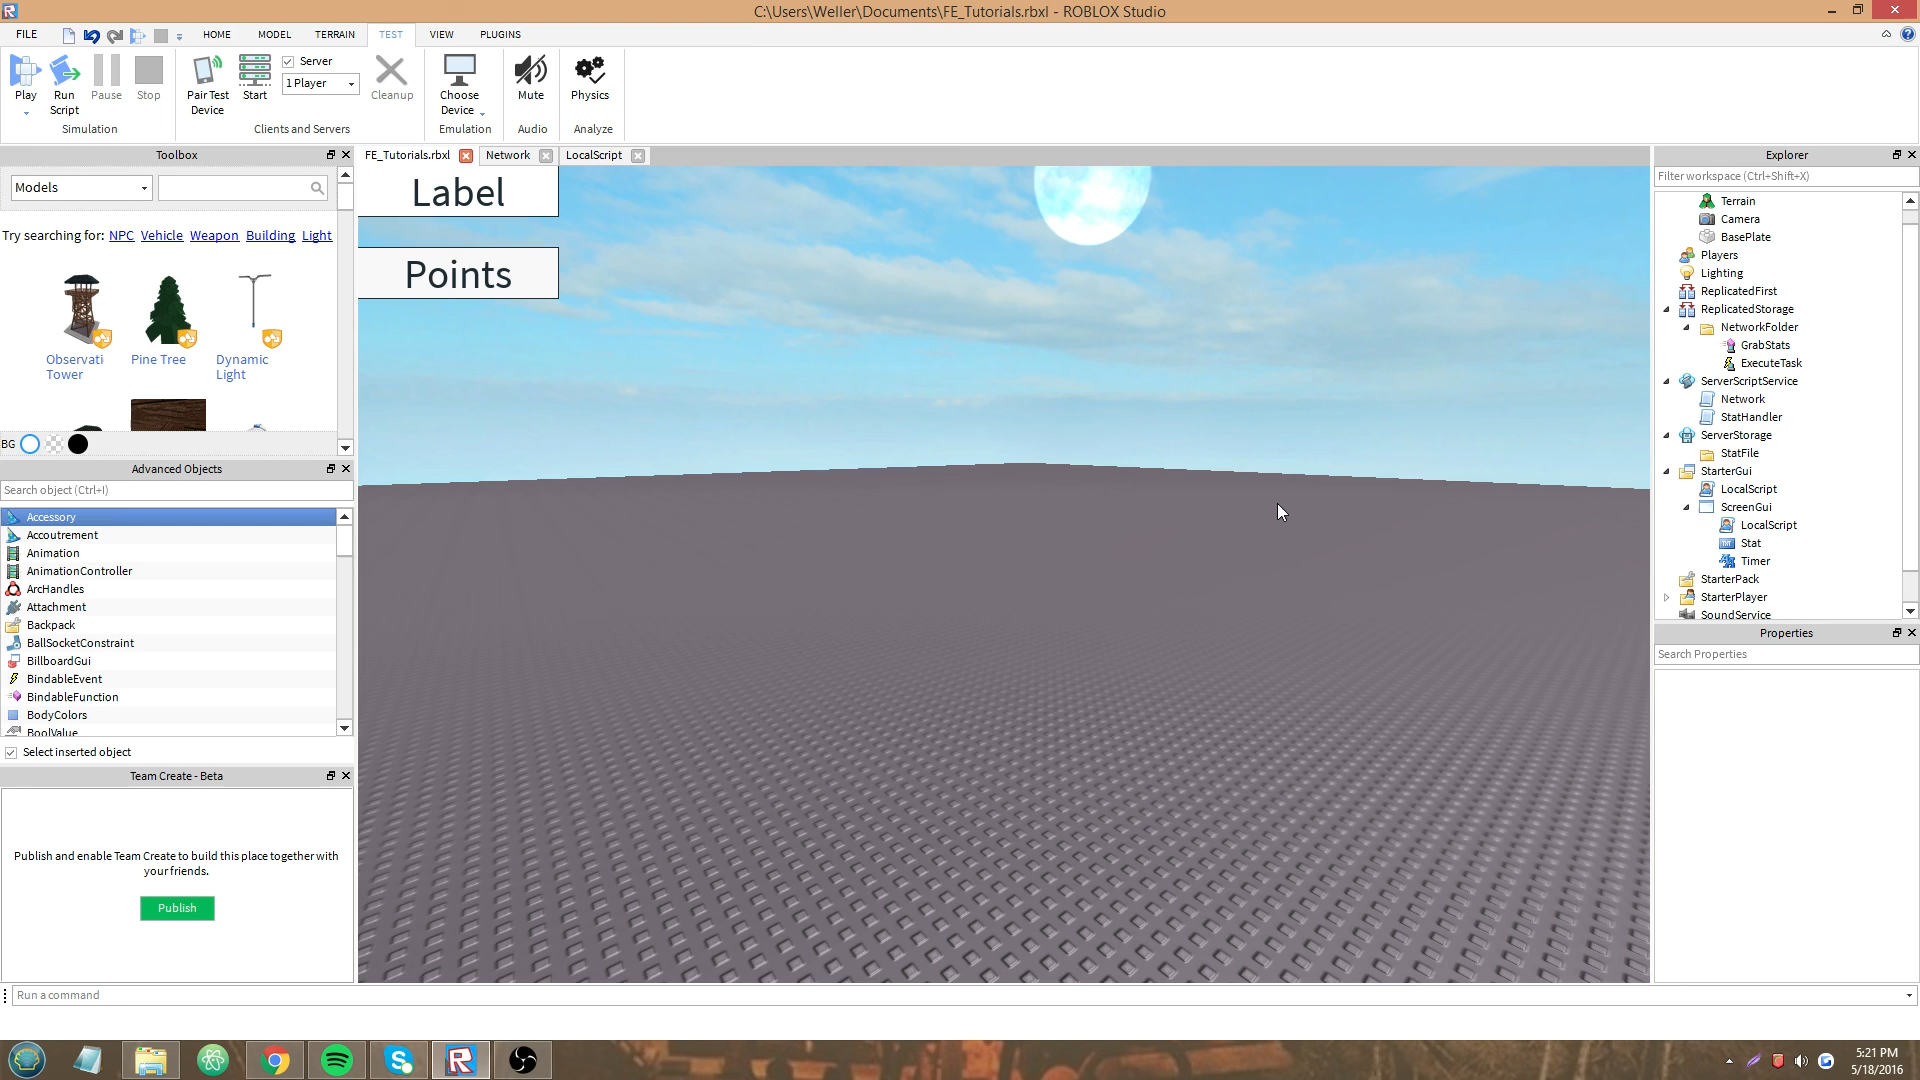 C:\Users\Weller\Documents\FE_Tutorials.rbxl - ROBLOX Studio
FILE
HOME
MODEL
TERRAIN
TEST
VIEW
PLUGINS
Play
Run Script
Pause
Stop
Simulation
Pair Test Device
Start
Server
1 Player
Cleanup
Clients and Servers
Choose Device
Emulation
Mute
Audio
Physics
Analyze
Toolbox
Models
Try searching for: NPC Vehicle Weapon Building Light
Observati Tower
Pine Tree
Dynamic Light
BG
Advanced Objects
Search object (Ctrl+I)
Accessory
Accoutrement
Animation
AnimationController
ArcHandles
Attachment
Backpack
BallSocketConstraint
BillboardGui
BindableEvent
BindableFunction
BodyColors
BoolValue
Select inserted object
Team Create - Beta
Publish and enable Team Create to build this place together with
your friends.
Publish
FE_Tutorials.rbxl
Network
LocalScript
Label
Points
Explorer
Filter workspace (Ctrl+Shift+X)
Terrain
Camera
BasePlate
Players
Lighting
ReplicatedFirst
ReplicatedStorage
NetworkFolder
GrabStats
ExecuteTask
ServerScriptService
Network
StatHandler
ServerStorage
StatFile
StarterGui
LocalScript
ScreenGui
LocalScript
Stat
Timer
StarterPack
StarterPlayer
SoundService
Properties
Search Properties
Run a command
5:21 PM
5/18/2016